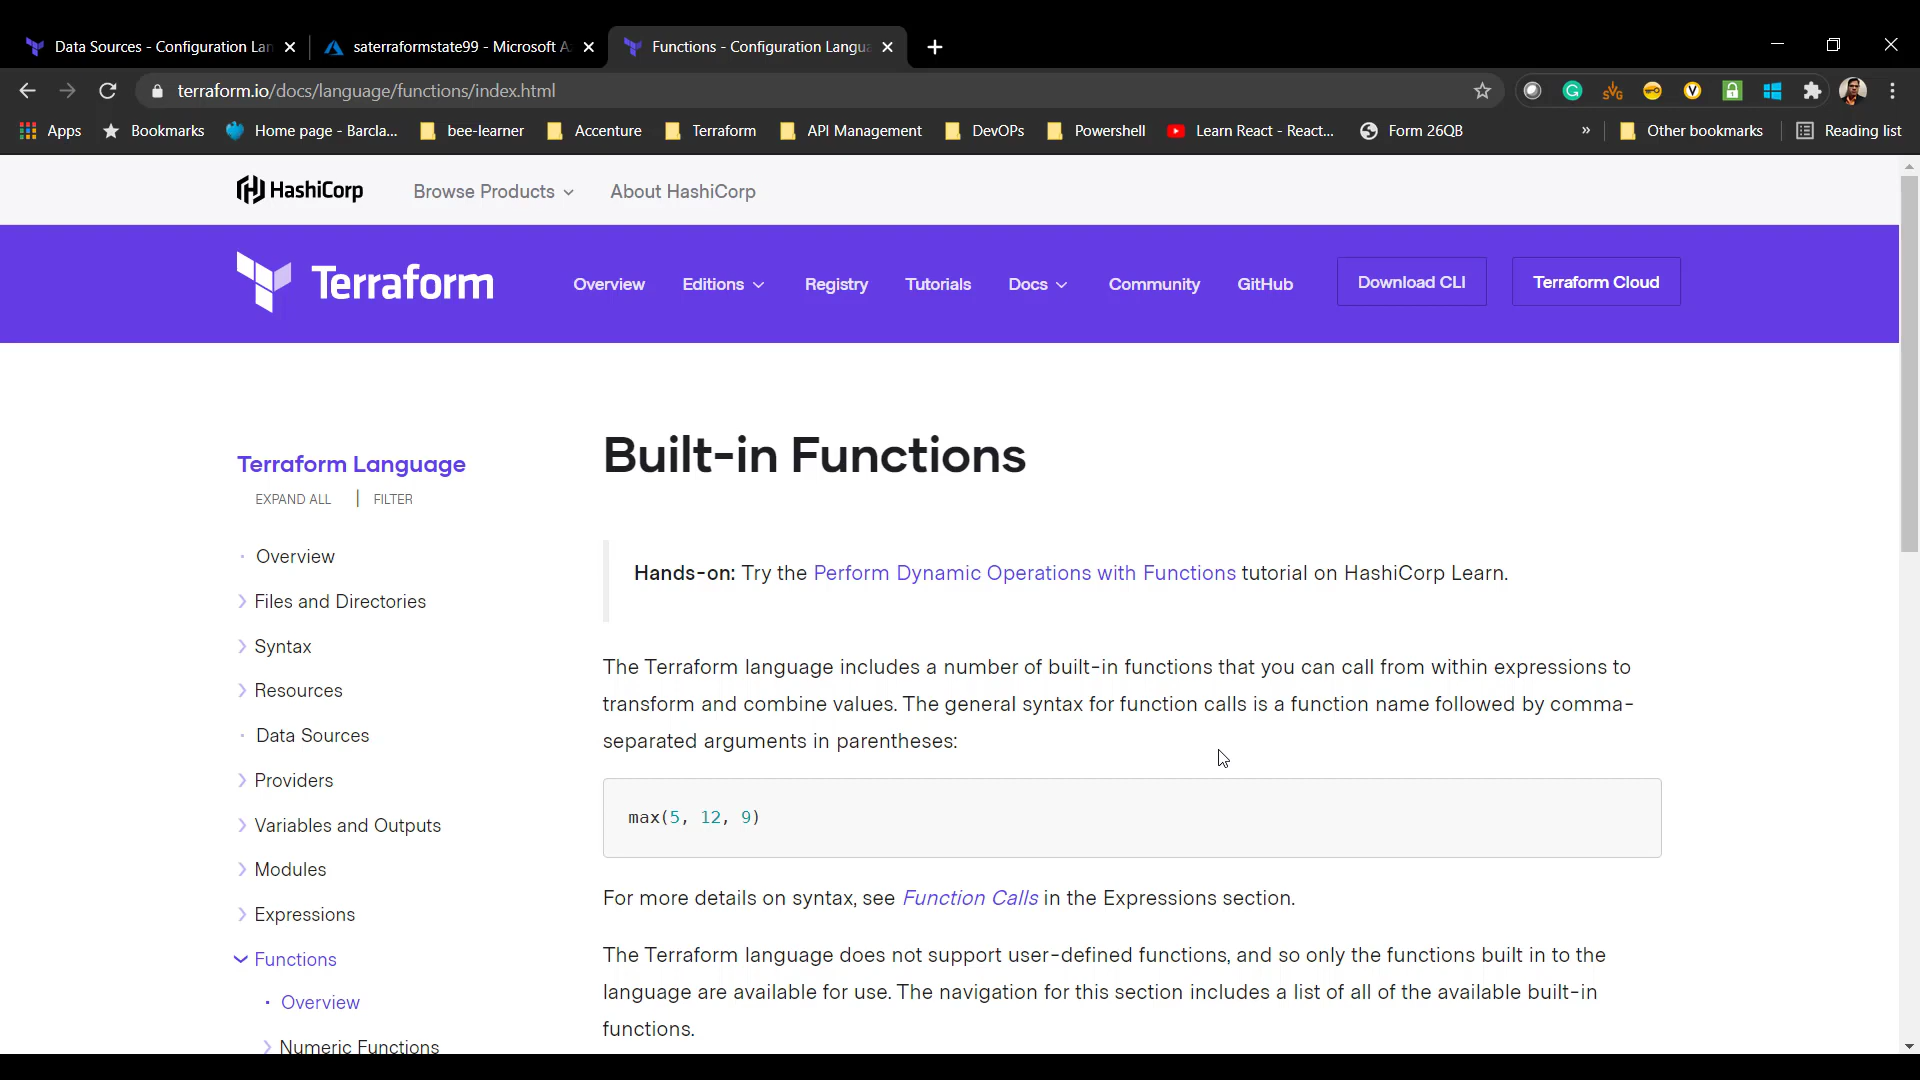 Data Sources - Configuration Lan
saterraformstate99 - Microsoft A
Functions - Configuration Langua
terraform.io/docs/language/functions/index.html
Apps
Bookmarks
Home page - Barcla...
bee-learner
Accenture
Terraform
API Management
DevOPs
Powershell
Learn React - React...
Form 26QB
»
Other bookmarks
Reading list
HashiCorp
Browse Products
About HashiCorp
Terraform
Overview
Editions
Registry
Tutorials
Docs
Community
GitHub
Download CLI
Terraform Cloud
Terraform Language
EXPAND ALL | FILTER
Overview
Files and Directories
Syntax
Resources
Data Sources
Providers
Variables and Outputs
Modules
Expressions
Functions
Overview
Numeric Functions
Built-in Functions
Hands-on: Try the Perform Dynamic Operations with Functions tutorial on HashiCorp Learn.
The Terraform language includes a number of built-in functions that you can call from within expressions to
transform and combine values. The general syntax for function calls is a function name followed by comma-
separated arguments in parentheses:
max(5, 12, 9)
For more details on syntax, see Function Calls in the Expressions section.
The Terraform language does not support user-defined functions, and so only the functions built in to the
language are available for use. The navigation for this section includes a list of all of the available built-in
functions.